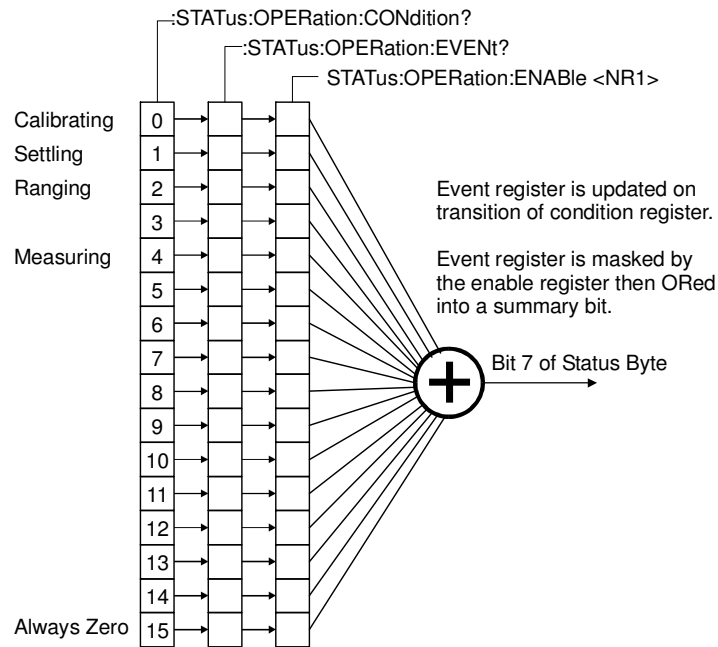 :STATus:OPERation:CONdition?
:STATus:OPERation:EVENt?
STATus:OPERation:ENABle <NR1>
Calibrating 0
Settling 1
Ranging 2
3
Measuring 4
5
6
7
8
9
10
11
12
13
14
Always Zero 15
Event register is updated on
transition of condition register.
Event register is masked by
the enable register then ORed
into a summary bit.
Bit 7 of Status Byte